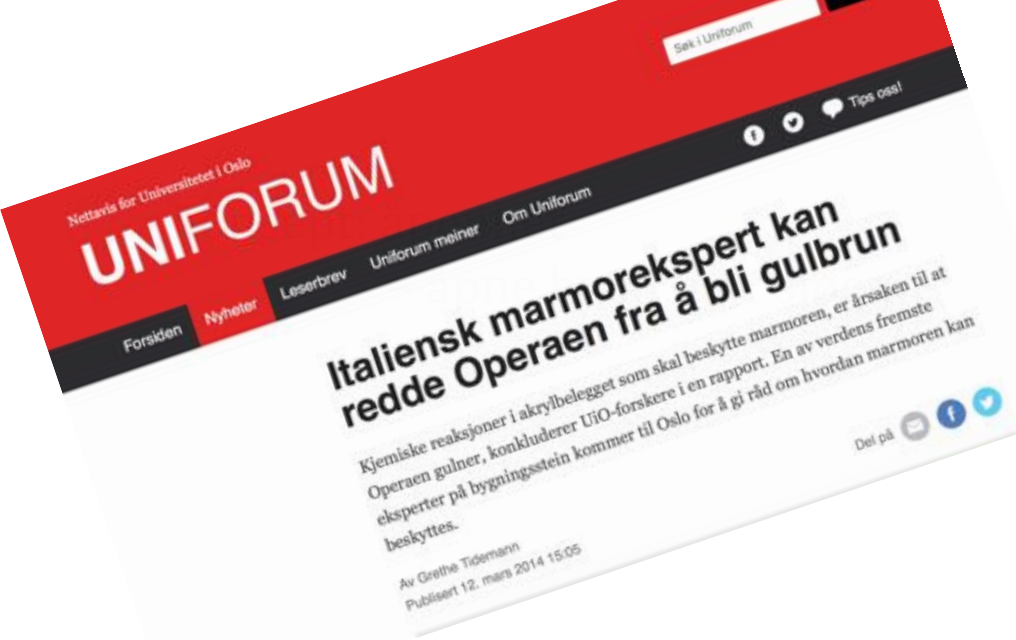 Søk i Uniforum
Nettavis for Universitetet i Oslo
UNIFORUM
Forsiden Nyheter Leserbrev Uniforum meiner Om Uniforum Tips oss!
Italiensk marmorekspert kan
redde Operaen fra å bli gulbrun
Kjemiske reaksjoner i akrylbelegget som skal beskytte marmoren, er årsaken til at
Operaen gulner, konkluderer UiO-forskere i en rapport. En av verdens fremste
eksperter på bygningsstein kommer til Oslo for å gi råd om hvordan marmoren kan
beskyttes.
Del på
Av Grethe Tidemann
Publisert 12. mars 2014 15:05